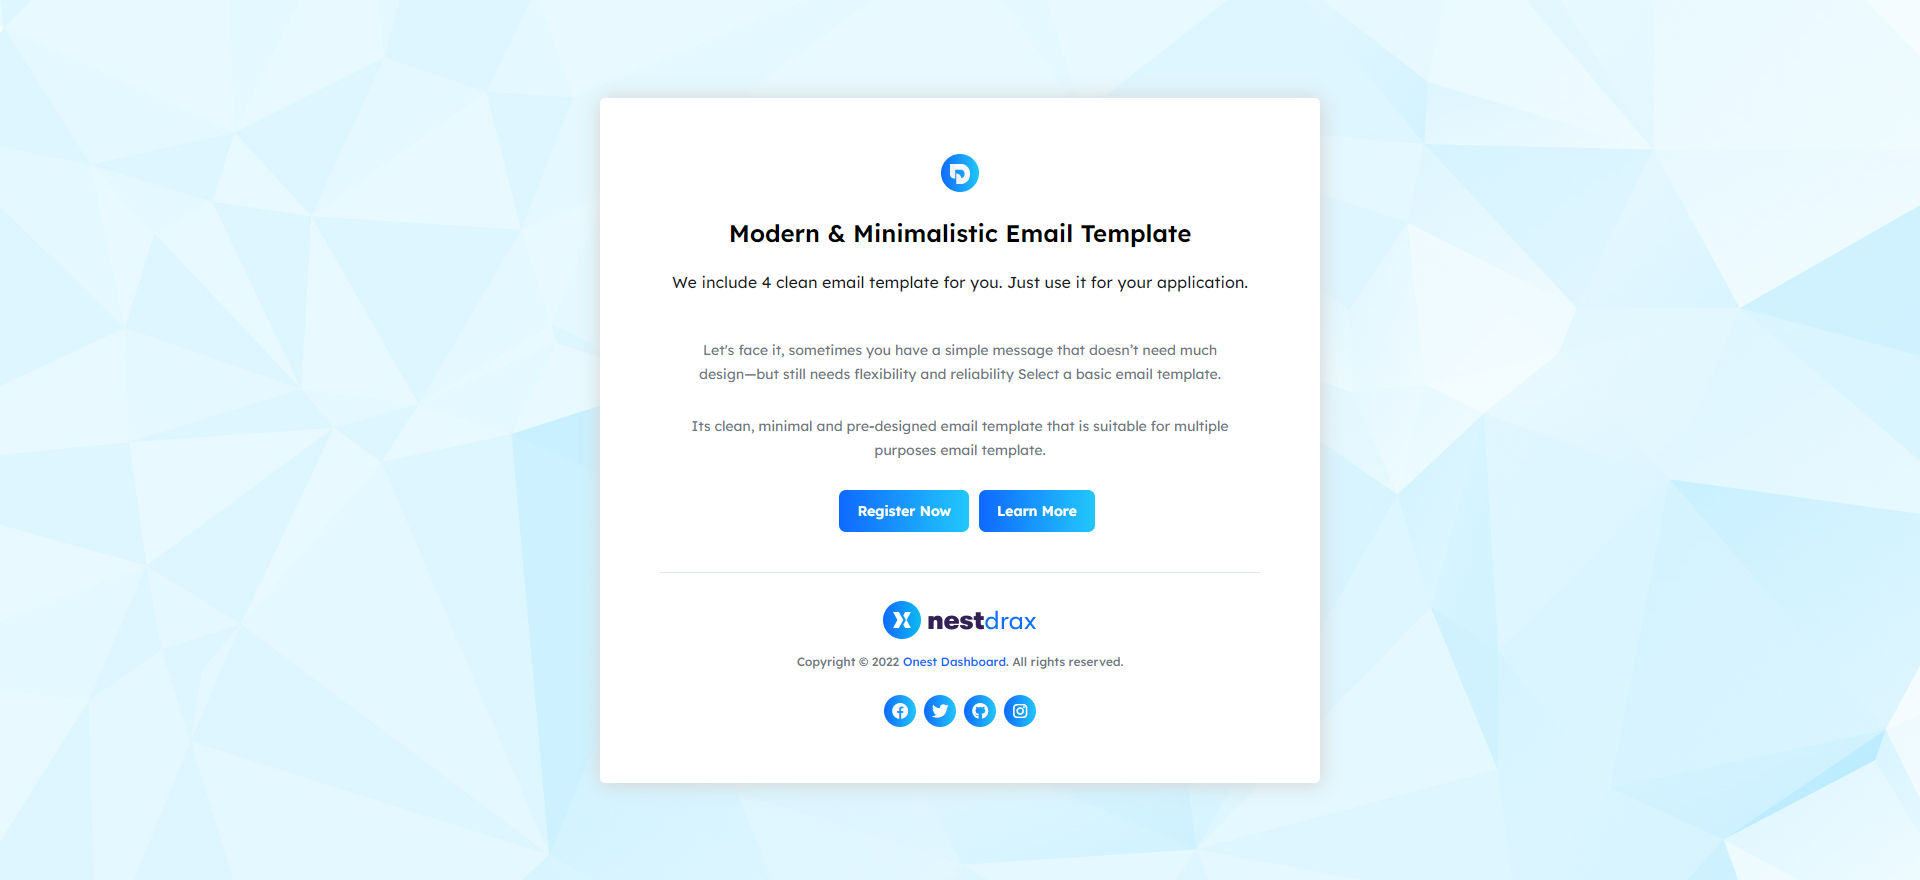 Modern & Minimalistic Email Template
We include 4 clean email template for you. Just use it for your application.
Let's face it, sometimes you have a simple message that doesn’t need much
design—but still needs flexibility and reliability Select a basic email template.
Its clean, minimal and pre-designed email template that is suitable for multiple
purposes email template.
Register Now Learn More
nestdrax
Copyright © 2022 Onest Dashboard. All rights reserved.